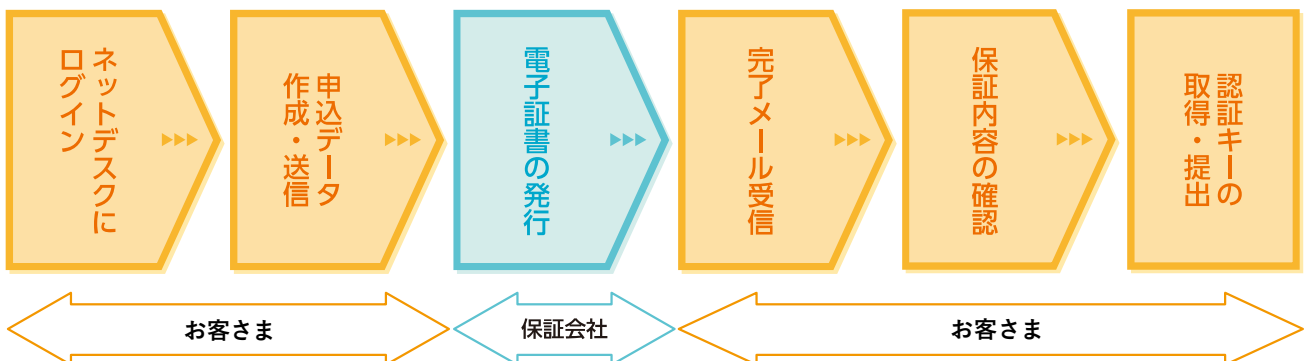 ネットデスクに
ログイン
申込データ
作成・送信
電子証書の発行
完了メール受信
保証内容の確認
認証キーの
取得・提出
お客さま
保証会社
お客さま